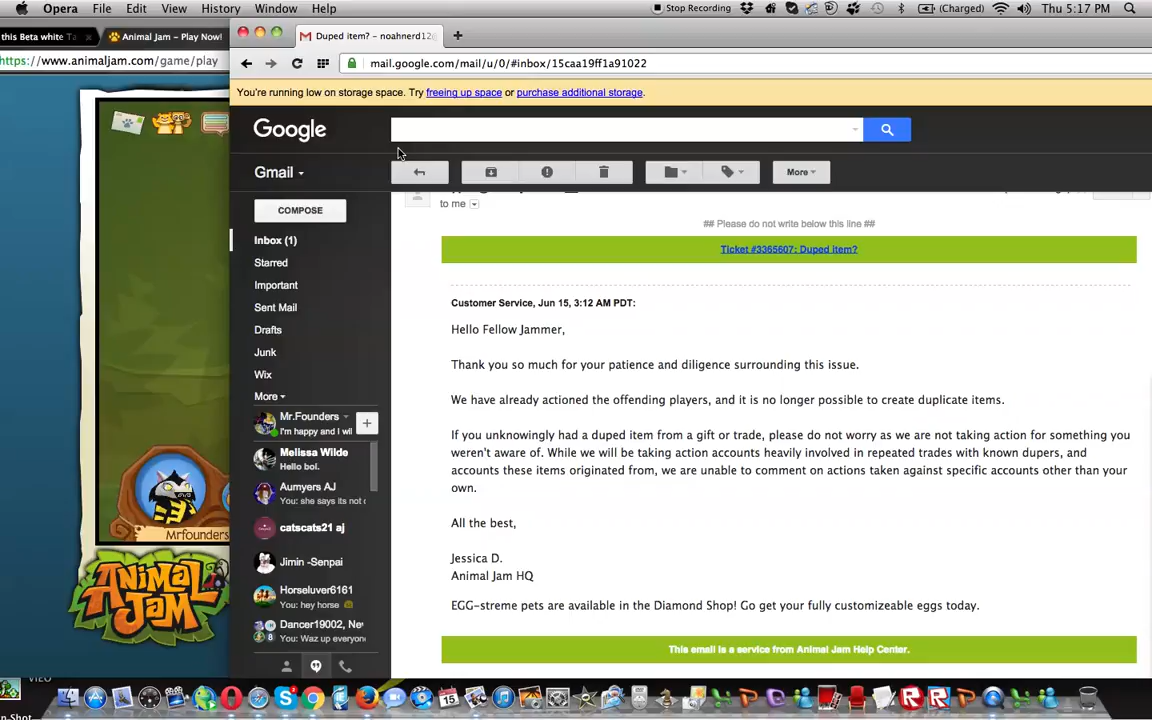 Opera File Edit View History Window Help Stop Recording (Charged) Thu 5:17 PM
this Beta white Animal Jam – Play Now! Duped item? – noahnerd12@
https://www.animaljam.com/game/play mail.google.com/mail/u/0/#inbox/15caa19ff1a91022
You're running low on storage space. Try freeing up space or purchase additional storage.
Google
Gmail More
to me
COMPOSE
## Please do not write below this line ##
Inbox (1)
Ticket #3365607: Duped item?
Starred
Important
Sent Mail
Drafts
Junk
Wix
More
Customer Service, Jun 15, 3:12 AM PDT:
Hello Fellow Jammer,
Thank you so much for your patience and diligence surrounding this issue.
We have already actioned the offending players, and it is no longer possible to create duplicate items.
If you unknowingly had a duped item from a gift or trade, please do not worry as we are not taking action for something you
weren't aware of. While we will be taking action accounts heavily involved in repeated trades with known dupers, and
accounts these items originated from, we are unable to comment on actions taken against specific accounts other than your
own.
All the best,
Jessica D.
Animal Jam HQ
EGG-streme pets are available in the Diamond Shop! Go get your fully customizeable eggs today.
This email is a service from Animal Jam Help Center.
Mr.Founders
I'm happy and I wil
Melissa Wilde
Hello bol.
Aumyers AJ
You: she says its not c
catscats21 aj
Jimin -Senpai
Horseluver6161
You: hey horse
Dancer19002, Ne
You: Waz up everyon
Mrfounders
ANIMAL JAM
15